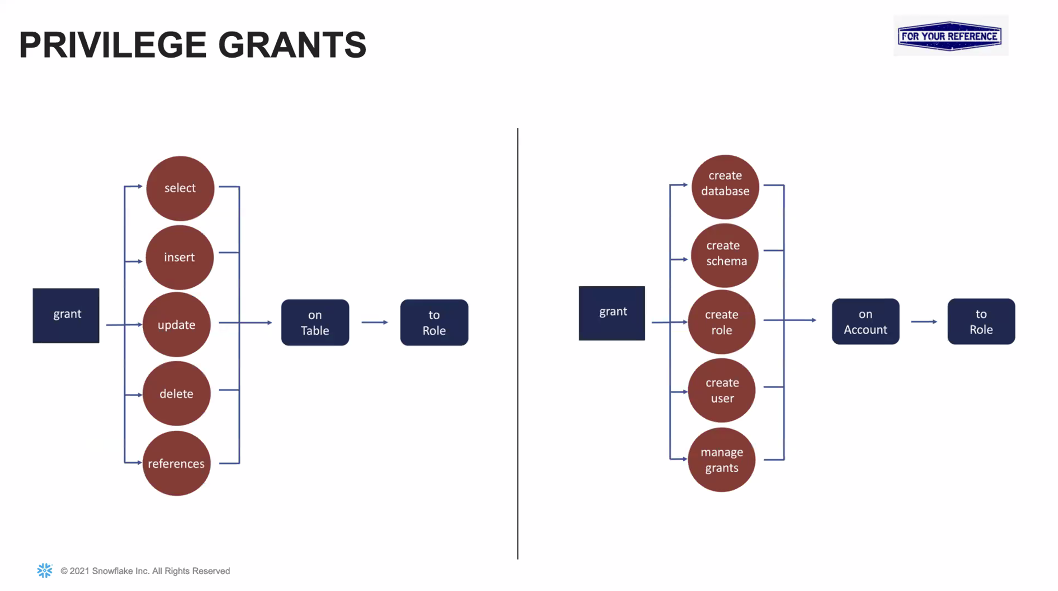 PRIVILEGE GRANTS
FOR YOUR REFERENCE
grant
select
insert
update
delete
references
on
Table
to
Role
grant
create
database
create
schema
create
role
create
user
manage
grants
on
Account
to
Role
© 2021 Snowflake Inc. All Rights Reserved